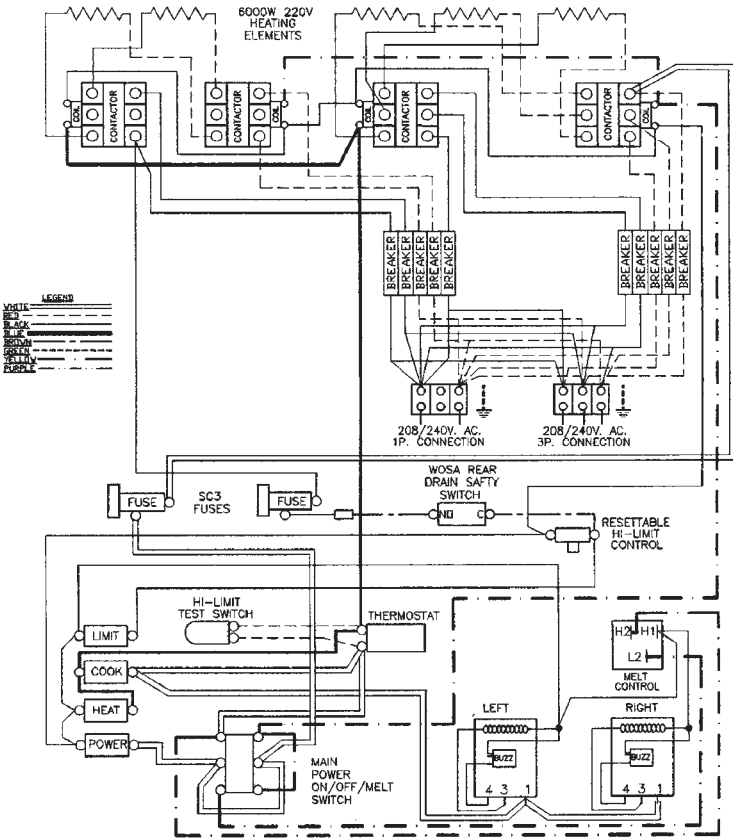 6000W 220V
HEATING
ELEMENTS
CONTACTOR
COIL
CONTACTOR
COIL
COIL
CONTACTOR
CONTACTOR
COIL
BREAKER
BREAKER
BREAKER
BREAKER
BREAKER
BREAKER
BREAKER
BREAKER
BREAKER
BREAKER
LEGEND
WHITE
RED
BLACK
BLUE
BROWN
GREEN
YELLOW
PURPLE
208/240V. AC.
1P. CONNECTION
208/240V. AC.
3P. CONNECTION
FUSE
SC3
FUSES
FUSE
WOSA REAR
DRAIN SAFTY
SWITCH
NO C
RESETTABLE
HI-LIMIT
CONTROL
HI-LIMIT
TEST SWITCH
THERMOSTAT
LIMIT
COOK
HEAT
POWER
H2 H1
L2
MELT
CONTROL
LEFT
RIGHT
BUZZ
BUZZ
4 3 1
4 3 1
MAIN
POWER
ON/OFF/MELT
SWITCH